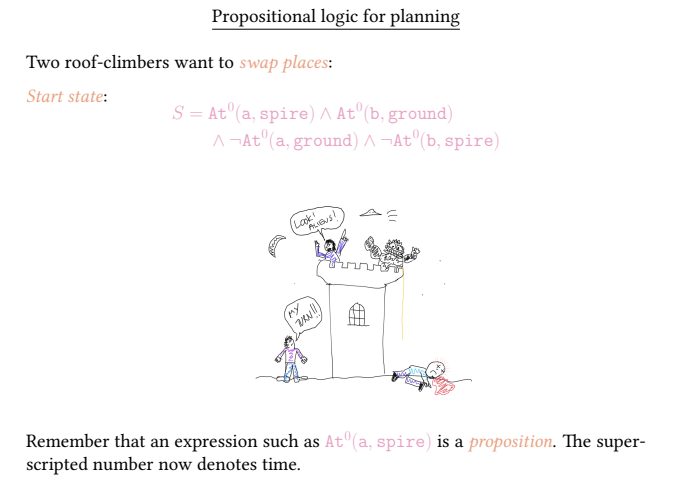 Propositional logic for planning
Two roof-climbers want to swap places:
Start state:
S = At⁰(a, spire) ∧ At⁰(b, ground)
∧ ¬At⁰(a, ground) ∧ ¬At⁰(b, spire)
LOOK!
ALIENS!
MY
TURN!!
Remember that an expression such as At⁰(a, spire) is a proposition. The super-
scripted number now denotes time.